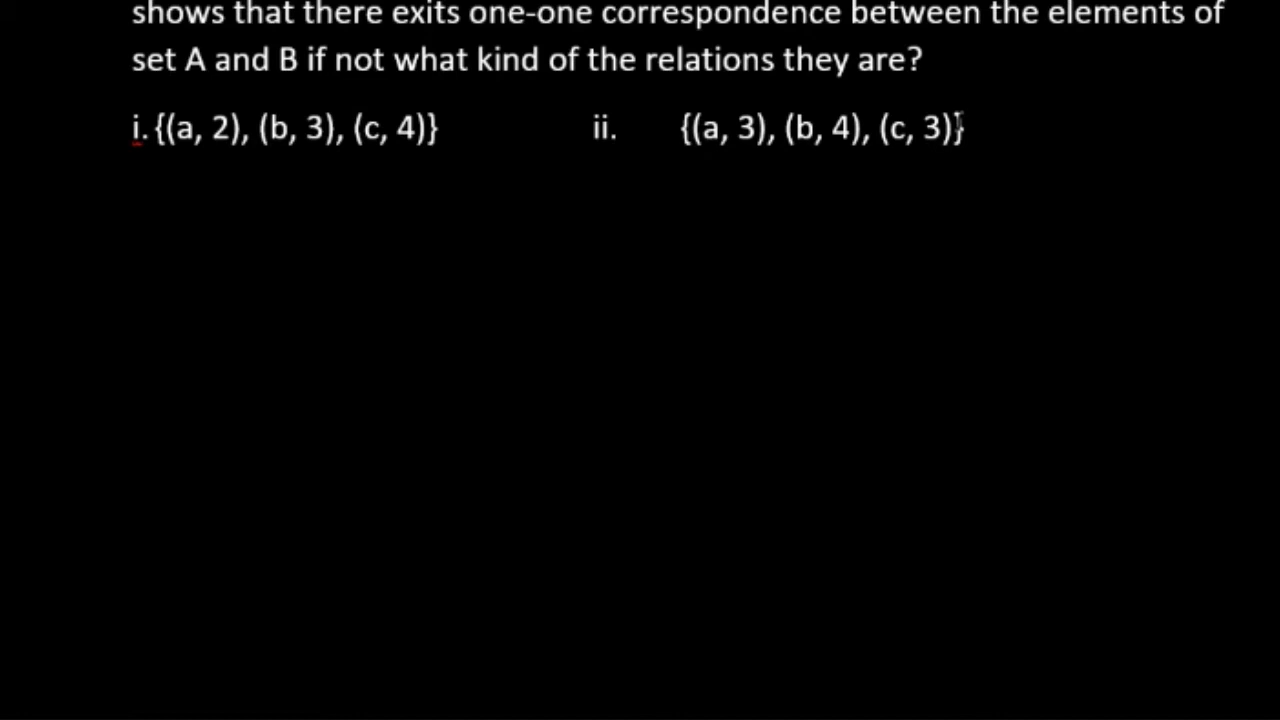 shows that there exits one-one correspondence between the elements of
set A and B if not what kind of the relations they are?
i. {(a, 2), (b, 3), (c, 4)} ii. {(a, 3), (b, 4), (c, 3)}